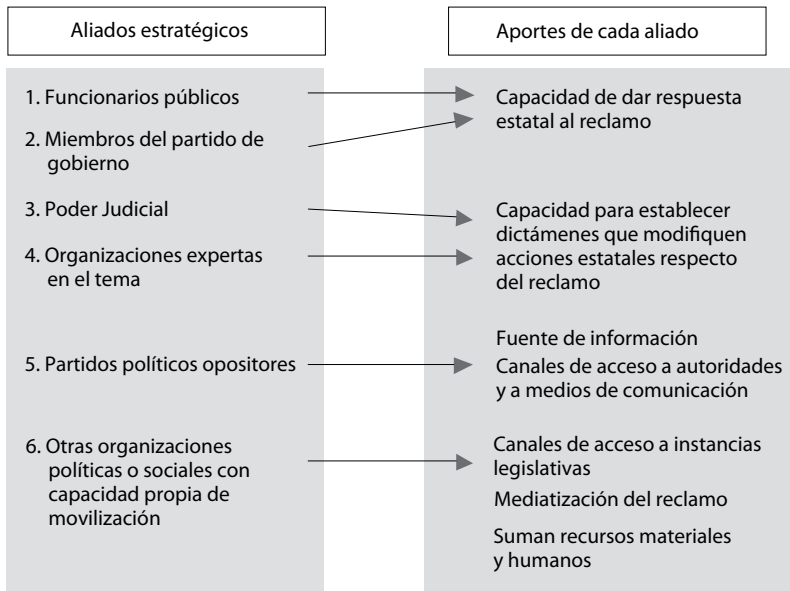 Aliados estratégicos
1. Funcionarios públicos
2. Miembros del partido de
gobierno
3. Poder Judicial
4. Organizaciones expertas
en el tema
5. Partidos políticos opositores
6. Otras organizaciones
políticas o sociales con
capacidad propia de
movilización
Aportes de cada aliado
Capacidad de dar respuesta
estatal al reclamo
Capacidad para establecer
dictámenes que modifiquen
acciones estatales respecto
del reclamo
Fuente de información
Canales de acceso a autoridades
y a medios de comunicación
Canales de acceso a instancias
legislativas
Mediatización del reclamo
Suman recursos materiales
y humanos